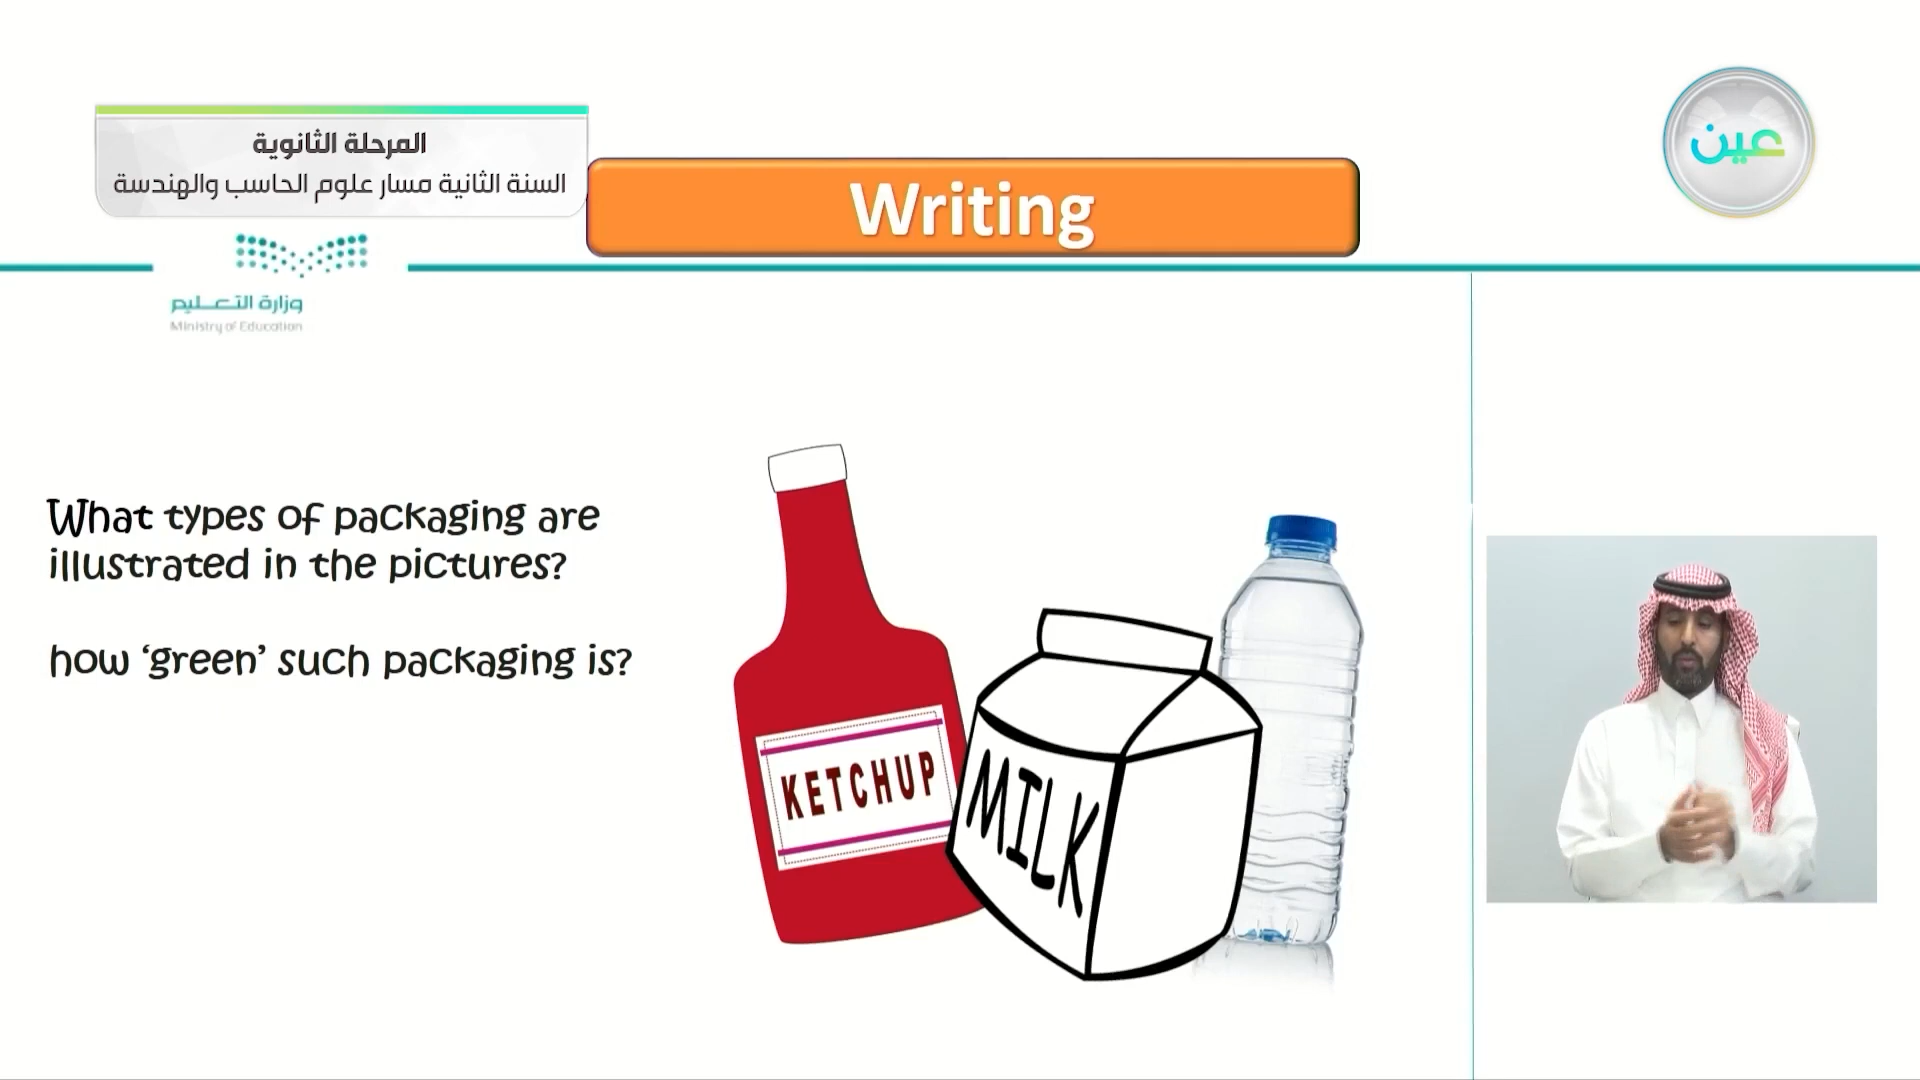 المرحلة الثانوية
السنة الثانية مسار علوم الحاسب والهندسة
عين
Writing
وزارة التعليم
Ministry of Education
What types of packaging are
illustrated in the pictures?
how ‘green’ such packaging is?
KETCHUP
MILK